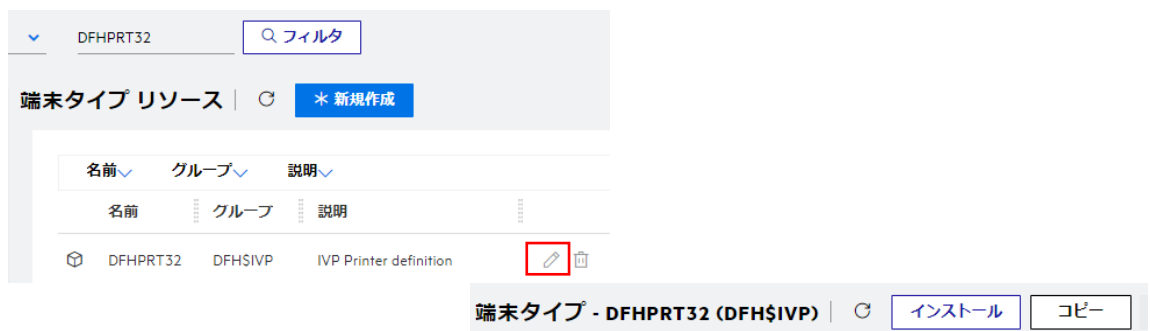 DFHPRT32 フィルタ
端末タイプ リソース 新規作成
名前 グループ 説明
名前 グループ 説明
DFHPRT32 DFH$IVP IVP Printer definition
端末タイプ - DFHPRT32 (DFH$IVP) インストール コピー